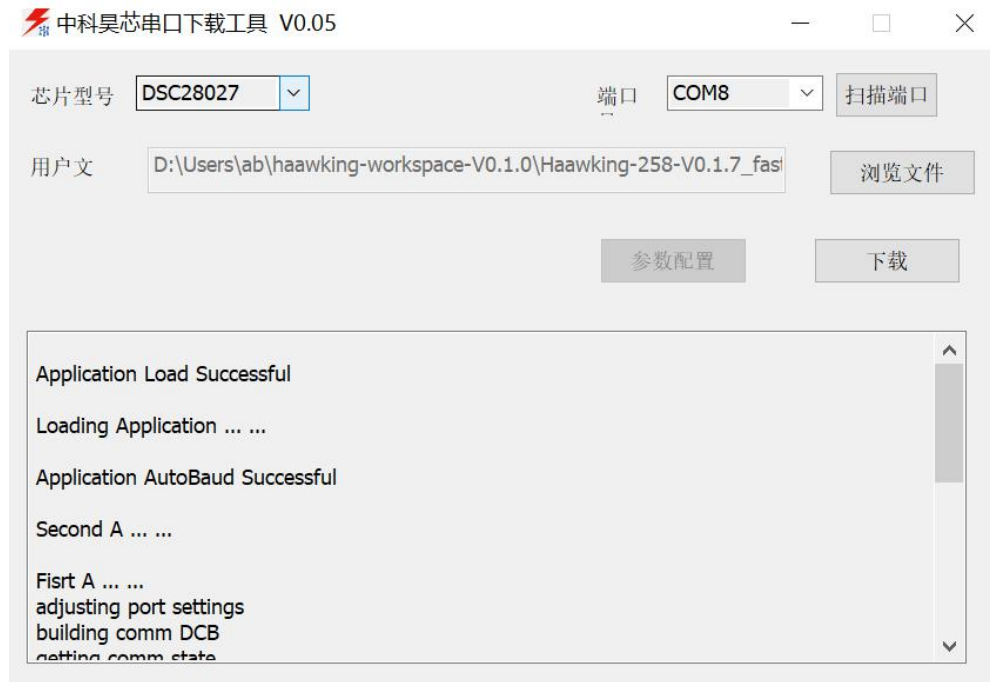 中科昊芯串口下载工具 V0.05
芯片型号 DSC28027 端口 COM8 扫描端口
用户文 D:\Users\ab\haawking-workspace-V0.1.0\Haawking-258-V0.1.7_fast 浏览文件
参数配置 下载
Application Load Successful
Loading Application ... ...
Application AutoBaud Successful
Second A ... ...
Fisrt A ... ...
adjusting port settings
building comm DCB
getting comm state